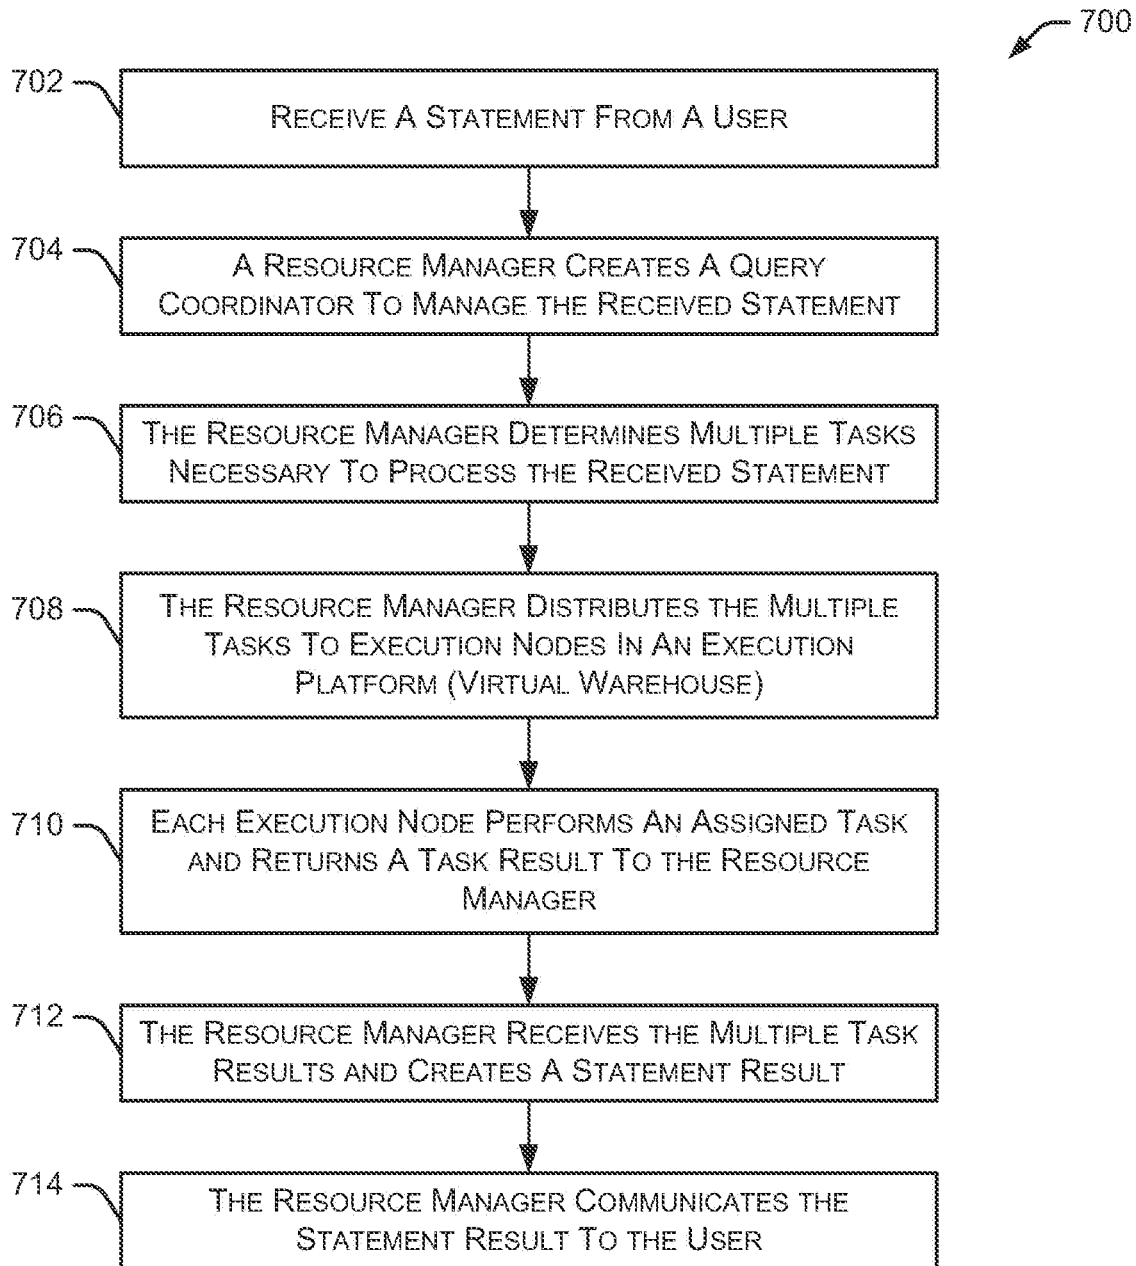 700
702
RECEIVE A STATEMENT FROM A USER
704
A RESOURCE MANAGER CREATES A QUERY
COORDINATOR TO MANAGE THE RECEIVED STATEMENT
706
THE RESOURCE MANAGER DETERMINES MULTIPLE TASKS
NECESSARY TO PROCESS THE RECEIVED STATEMENT
708
THE RESOURCE MANAGER DISTRIBUTES THE MULTIPLE
TASKS TO EXECUTION NODES IN AN EXECUTION
PLATFORM (VIRTUAL WAREHOUSE)
710
EACH EXECUTION NODE PERFORMS AN ASSIGNED TASK
AND RETURNS A TASK RESULT TO THE RESOURCE
MANAGER
712
THE RESOURCE MANAGER RECEIVES THE MULTIPLE TASK
RESULTS AND CREATES A STATEMENT RESULT
714
THE RESOURCE MANAGER COMMUNICATES THE
STATEMENT RESULT TO THE USER